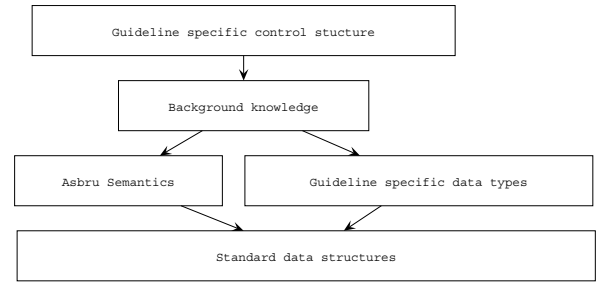 Guideline specific control stucture
Background knowledge
Asbru Semantics
Guideline specific data types
Standard data structures